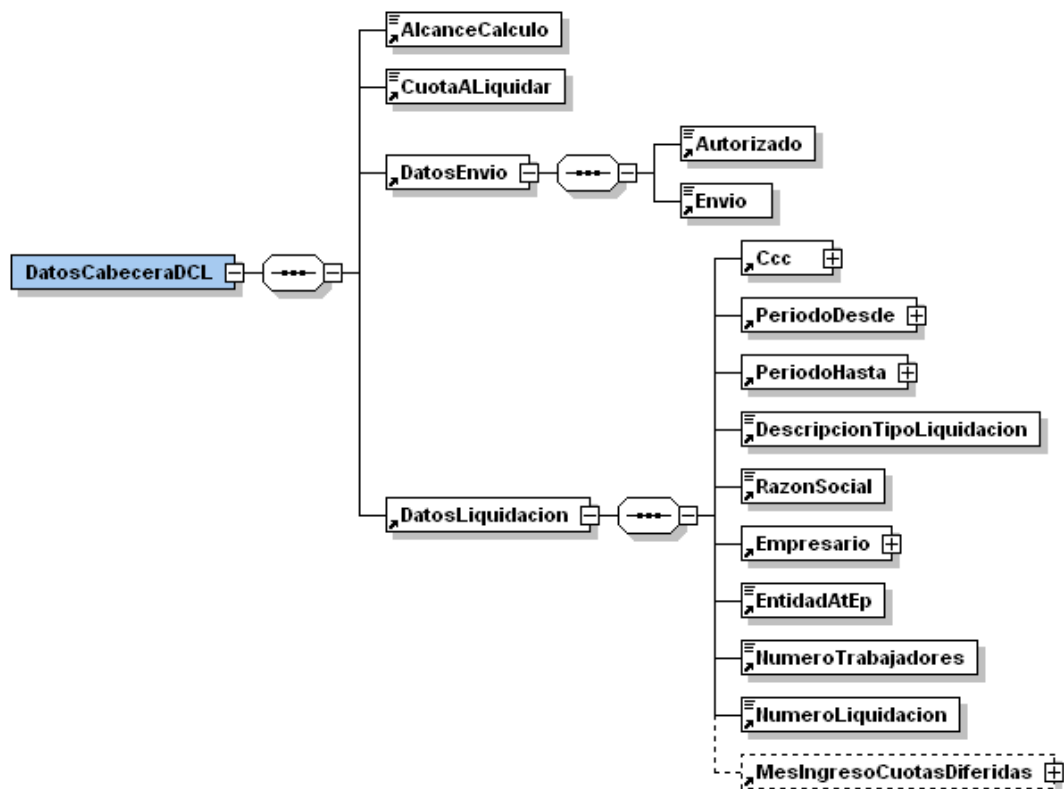 AlcanceCalculo
CuotaALiquidar
DatosEnvio
Autorizado
Envio
DatosCabeceraDCL
DatosLiquidacion
Ccc
PeriodoDesde
PeriodoHasta
DescripcionTipoLiquidacion
RazonSocial
Empresario
EntidadAtEp
NumeroTrabajadores
NumeroLiquidacion
MesIngresoCuotasDiferidas